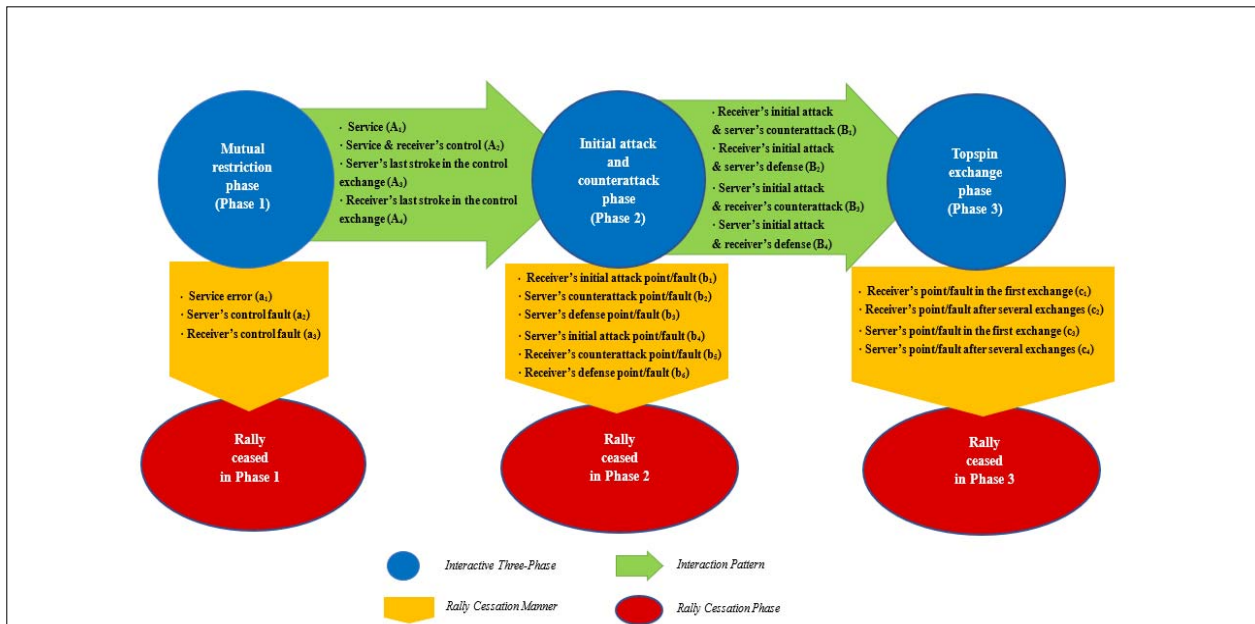 Mutual
restriction
phase
(Phase 1)
· Service (A₁)
· Service & receiver's control (A₂)
· Server's last stroke in the control
exchange (A₃)
· Receiver's last stroke in the control
exchange (A₄)
Initial attack
and
counterattack
phase
(Phase 2)
· Receiver's initial attack
& server's counterattack (B₁)
· Receiver's initial attack
& server's defense (B₂)
· Server's initial attack
& receiver's counterattack (B₃)
· Server's initial attack
& receiver's defense (B₄)
Topspin
exchange
phase
(Phase 3)
· Service error (a₁)
· Server's control fault (a₂)
· Receiver's control fault (a₃)
· Receiver's initial attack point/fault (b₁)
· Server's counterattack point/fault (b₂)
· Server's defense point/fault (b₃)
· Server's initial attack point/fault (b₄)
· Receiver's counterattack point/fault (b₅)
· Receiver's defense point/fault (b₆)
· Receiver's point/fault in the first exchange (c₁)
· Receiver's point/fault after several exchanges (c₂)
· Server's point/fault in the first exchange (c₃)
· Server's point/fault after several exchanges (c₄)
Rally
ceased
in Phase 1
Rally
ceased
in Phase 2
Rally
ceased
in Phase 3
Interactive Three-Phase
Interaction Pattern
Rally Cessation Manner
Rally Cessation Phase